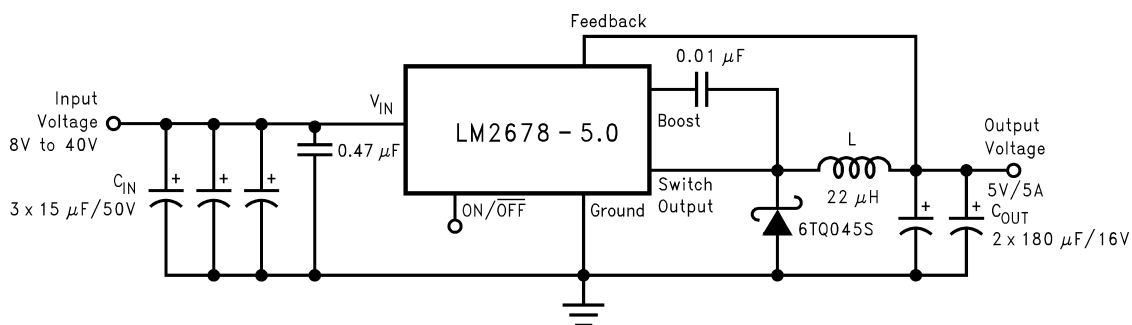 Feedback
0.01 μF
Input
Voltage
8V to 40V
V_IN
LM2678 - 5.0
Boost
0.47 μF
C_IN
+
+
+
3 x 15 μF/50V
ON/O̅F̅F̅
Ground
Switch
Output
L
22 μH
6TQ045S
Output
Voltage
5V/5A
+
+
C_OUT
2 x 180 μF/16V